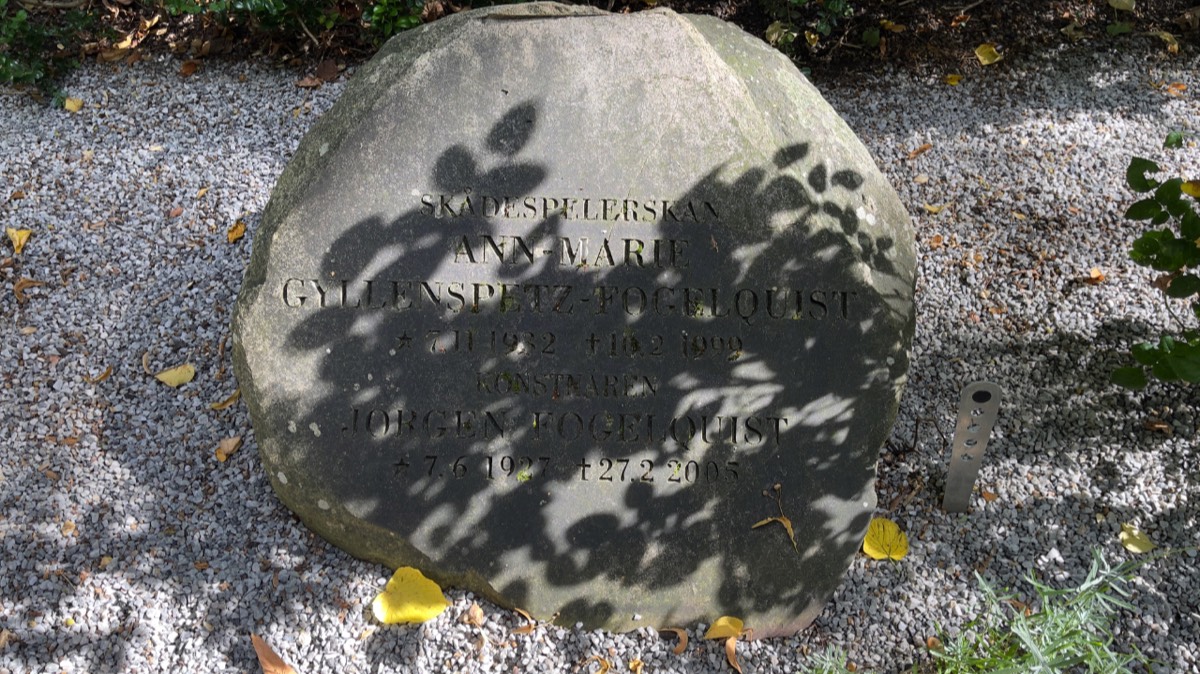 SKÅDESPELERSKAN
ANN-MARIE
GYLLENSPETZ-FOGELQUIST
* 7.11 1932 †10.2 1999
KONSTNÄREN
JÖRGEN FOGELQUIST
* 7.6 1927 †27.2 2005